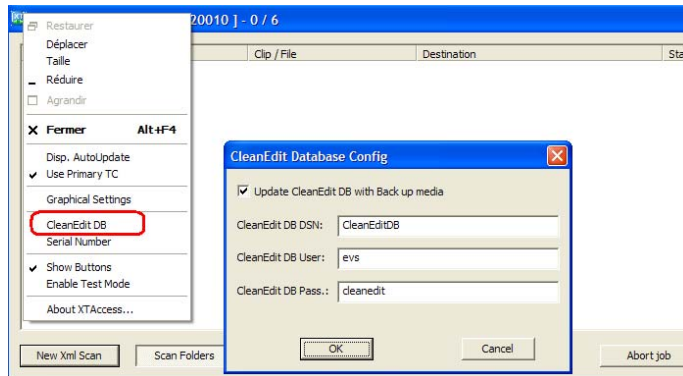 20010 ] - 0 / 6
Restaurer
Déplacer
Taille
Réduire
Agrandir
Fermer Alt+F4
Disp. AutoUpdate
Use Primary TC
Graphical Settings
CleanEdit DB
Serial Number
Show Buttons
Enable Test Mode
About XTAccess...
Clip / File Destination Sta
CleanEdit Database Config
Update CleanEdit DB with Back up media
CleanEdit DB DSN: CleanEditDB
CleanEdit DB User: evs
CleanEdit DB Pass.: cleanedit
OK Cancel
New Xml Scan Scan Folders Abort job